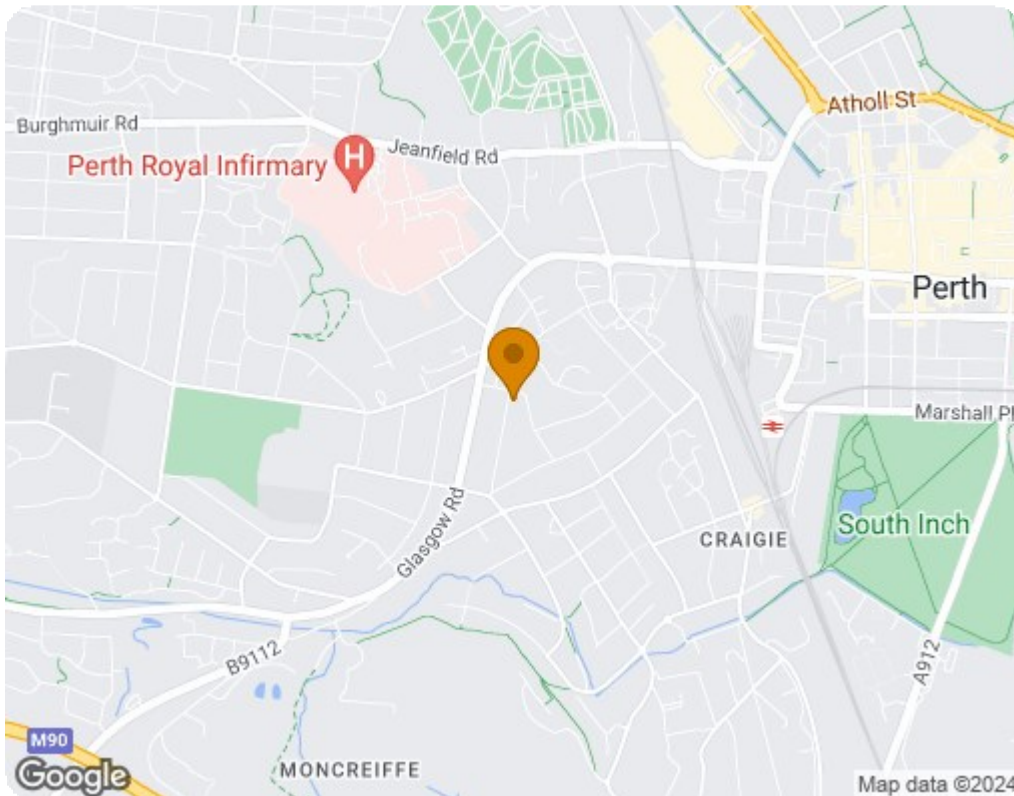 Atholl St
Burghmuir Rd
Jeanfield Rd
Perth Royal Infirmary
H
Perth
Marshall Pl
South Inch
CRAIGIE
Glasgow Rd
B9112
A912
M90
MONCREIFFE
Google
Map data ©2024